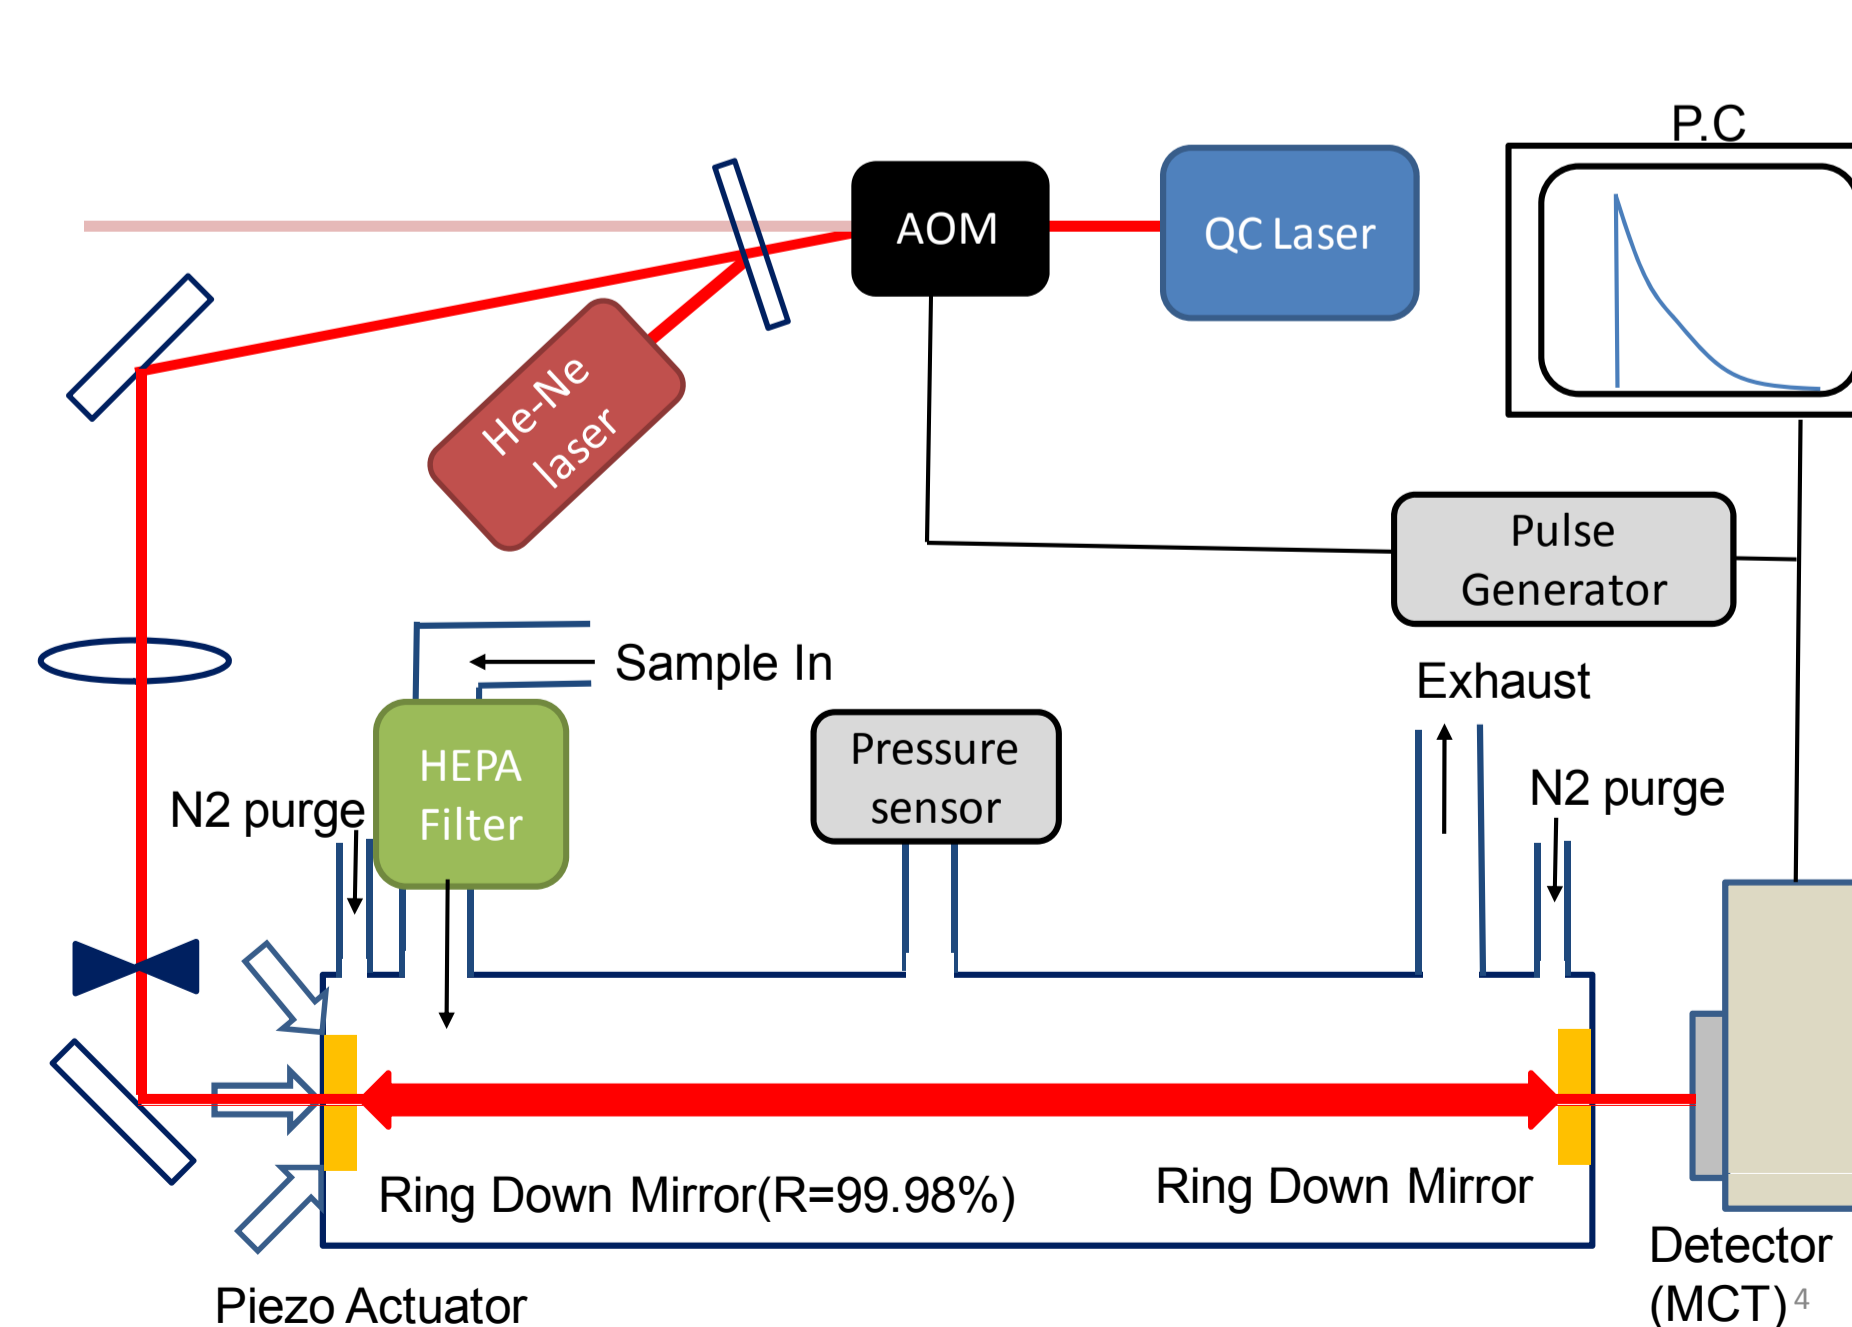 P.C
AOM
QC Laser
He-Ne
laser
Pulse
Generator
Sample In
Exhaust
HEPA
Filter
Pressure
sensor
N2 purge
N2 purge
Ring Down Mirror(R=99.98%)
Ring Down Mirror
Detector
(MCT)
4
Piezo Actuator